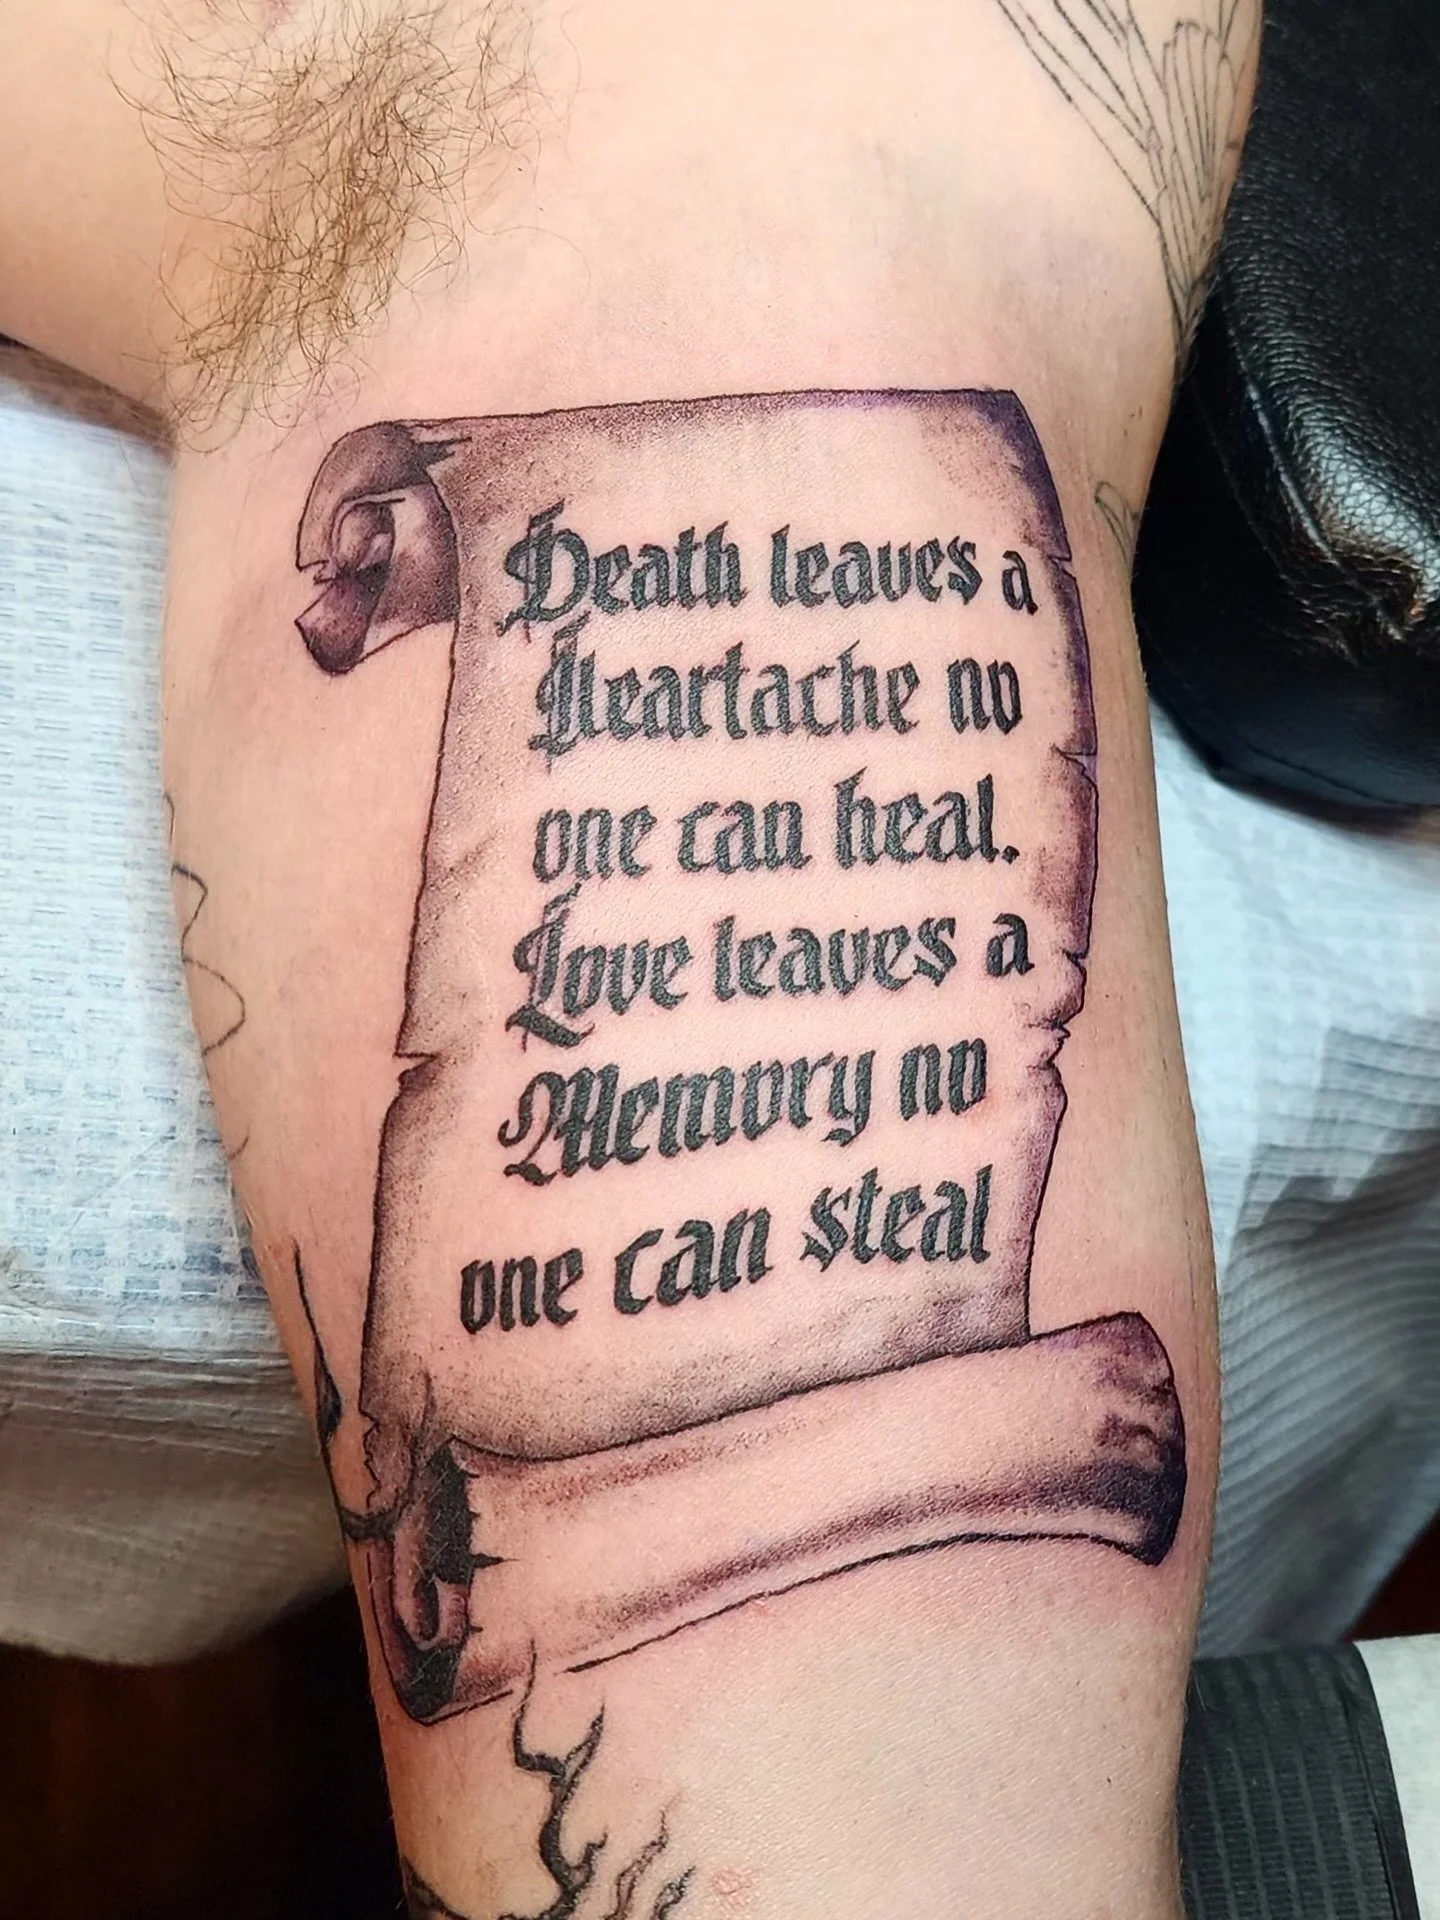 Death leaves a
Heartache no
one can heal.
Love leaves a
Memory no
one can steal